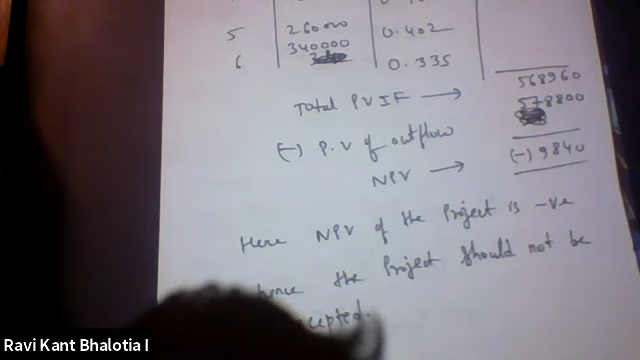 5 260000 0.402
340000
6 0.335
568960
Total PVIF →
578800
(-) P.V of outflow
NPV → (-) 9840
Here NPV of the Project is -ve
hence the Project should not be
Ravi Kant Bhalotia I